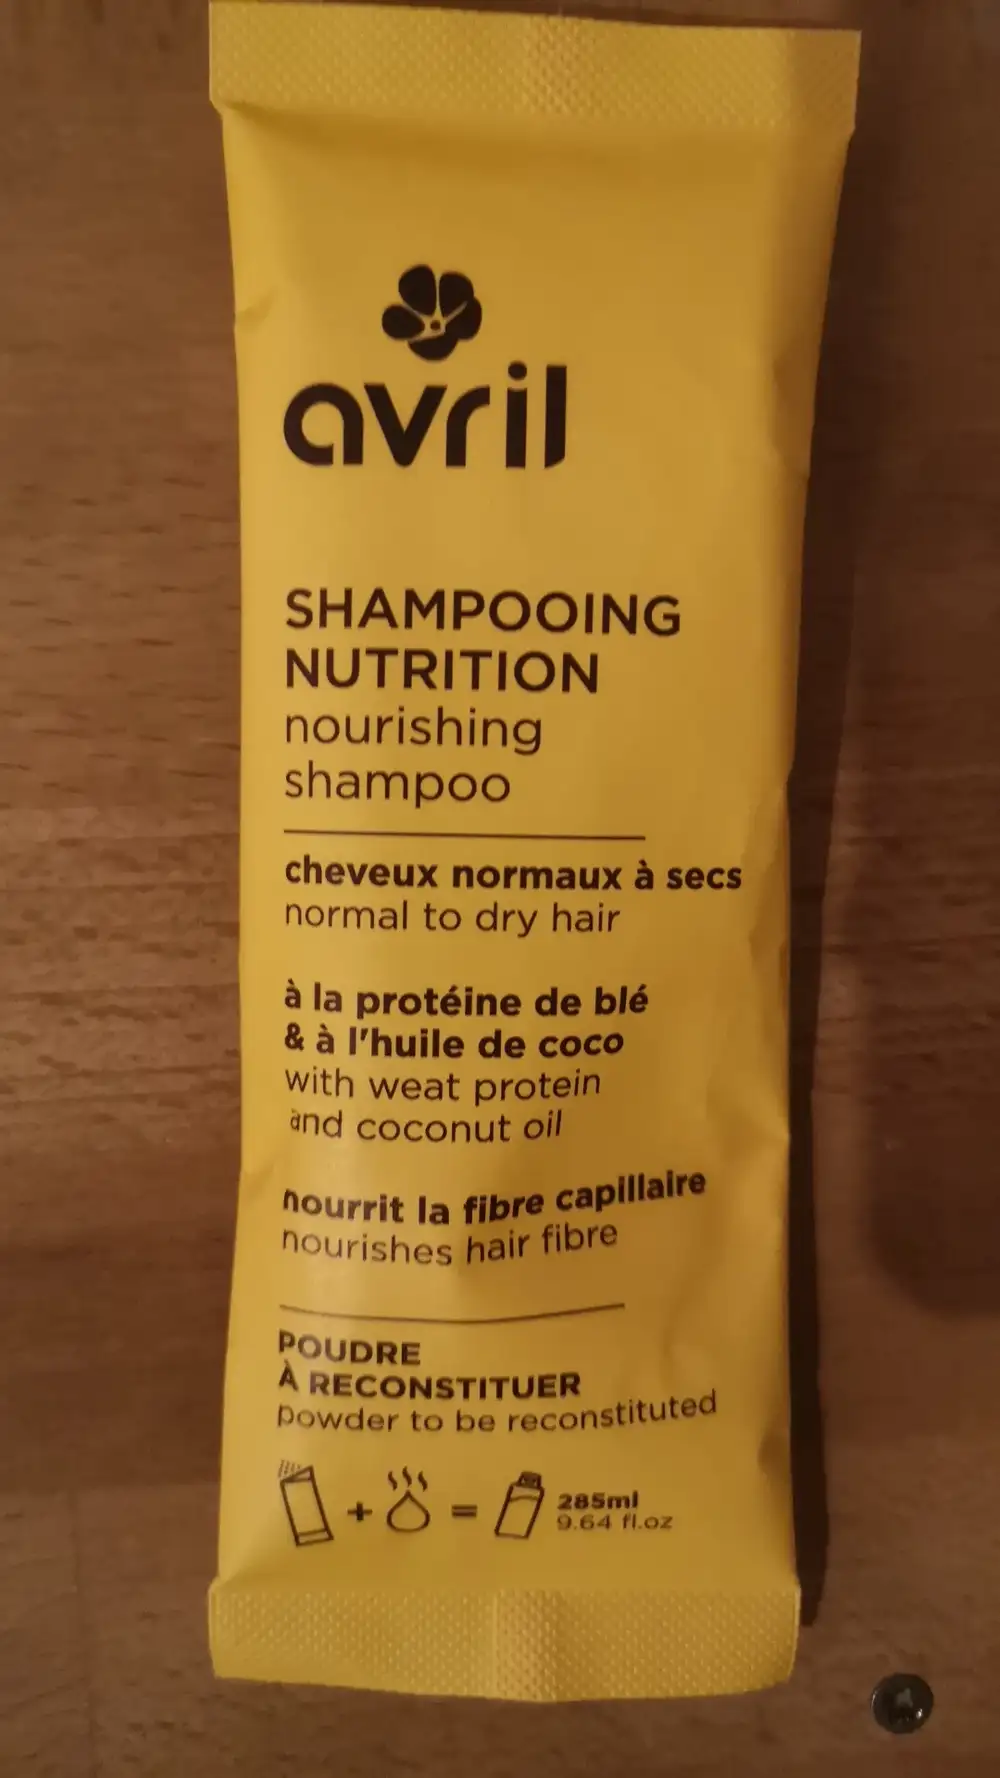 avril
SHAMPOOING
NUTRITION
nourishing
shampoo
cheveux normaux à secs
normal to dry hair
à la protéine de blé
& à l'huile de coco
with weat protein
and coconut oil
nourrit la fibre capillaire
nourishes hair fibre
POUDRE
À RECONSTITUER
powder to be reconstituted
+ = 285ml
9.64 fl.oz